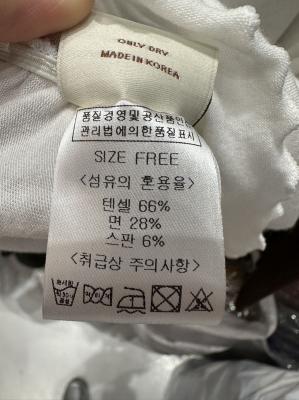 ONLY DRY
MADE IN KOREA
품질경영및공산품안
관리법에의한품질표시
SIZE FREE
<섬유의 혼용율>
텐셀 66%
면 28%
스판 6%
<취급상 주의사항>